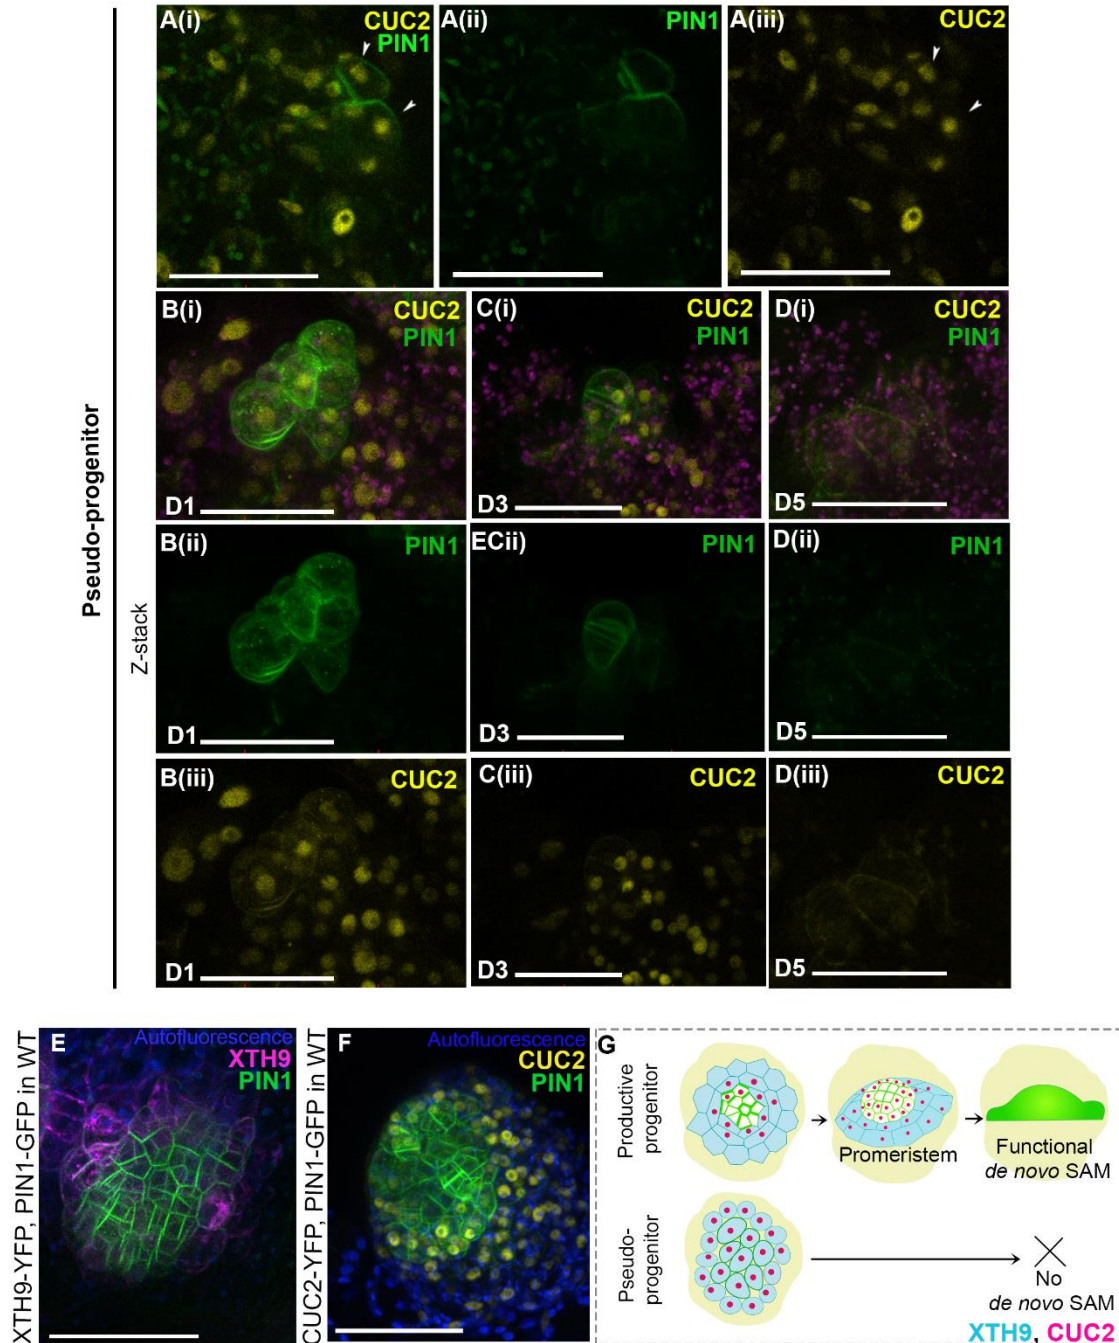 A(i) CUC2
PIN1
A(ii) PIN1
A(iii) CUC2
Pseudo-progenitor
B(i) CUC2
PIN1
D1
C(i) CUC2
PIN1
D3
D(i) CUC2
PIN1
D5
Z-stack
B(ii) PIN1
D1
ECii) PIN1
D3
D(ii) PIN1
D5
B(iii) CUC2
D1
C(iii) CUC2
D3
D(iii) CUC2
D5
XTH9-YFP, PIN1-GFP in WT
E Autofluorescence
XTH9
PIN1
CUC2-YFP, PIN1-GFP in WT
F Autofluorescence
CUC2
PIN1
G
Productive
progenitor
Promeristem
Functional
de novo SAM
Pseudo-
progenitor
No
de novo SAM
XTH9, CUC2